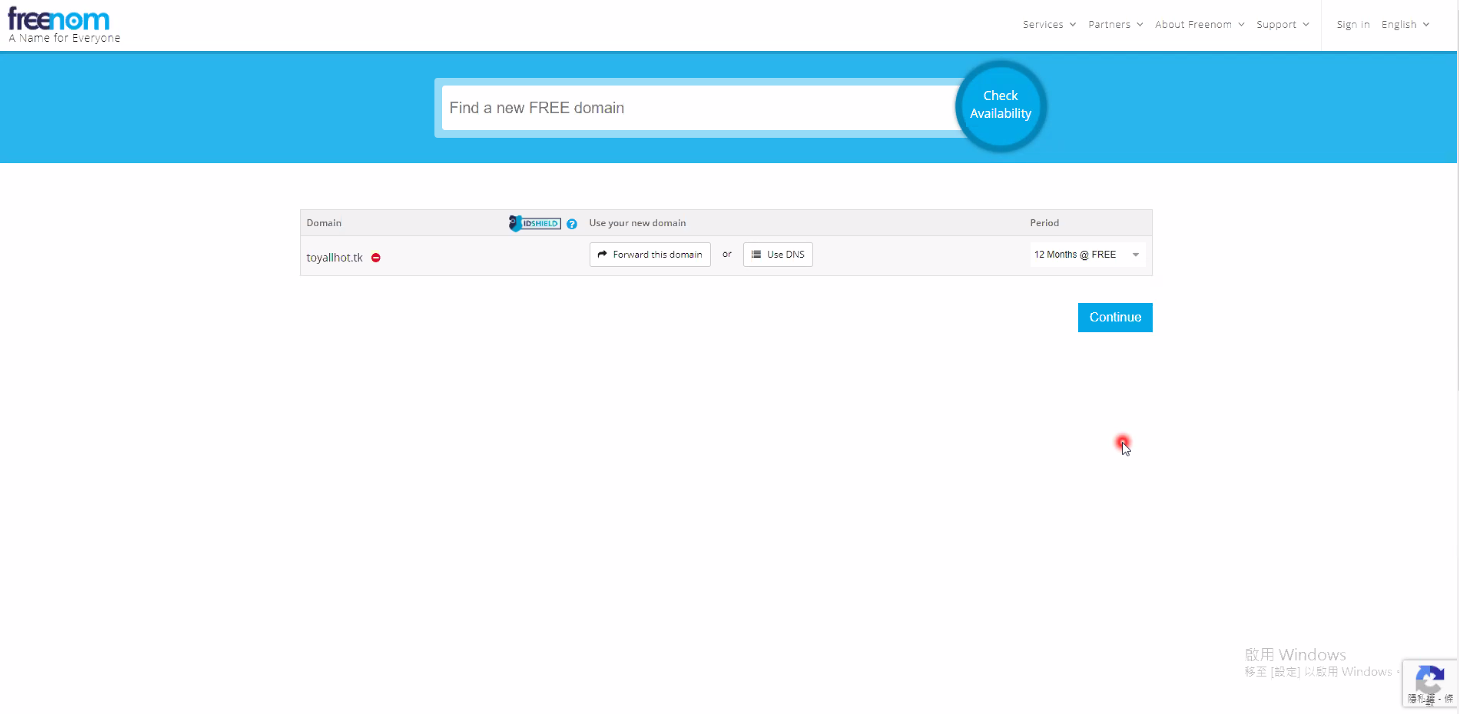 freenom
A Name for Everyone
Services
Partners
About Freenom
Support
Sign in
English
Find a new FREE domain
Check
Availability
Domain
IDSHIELD
?
Use your new domain
Period
toyallhot.tk
Forward this domain
or
Use DNS
12 Months @ FREE
Continue
啟用 Windows
移至 [設定] 以啟用 Windows。
隱私權 - 條